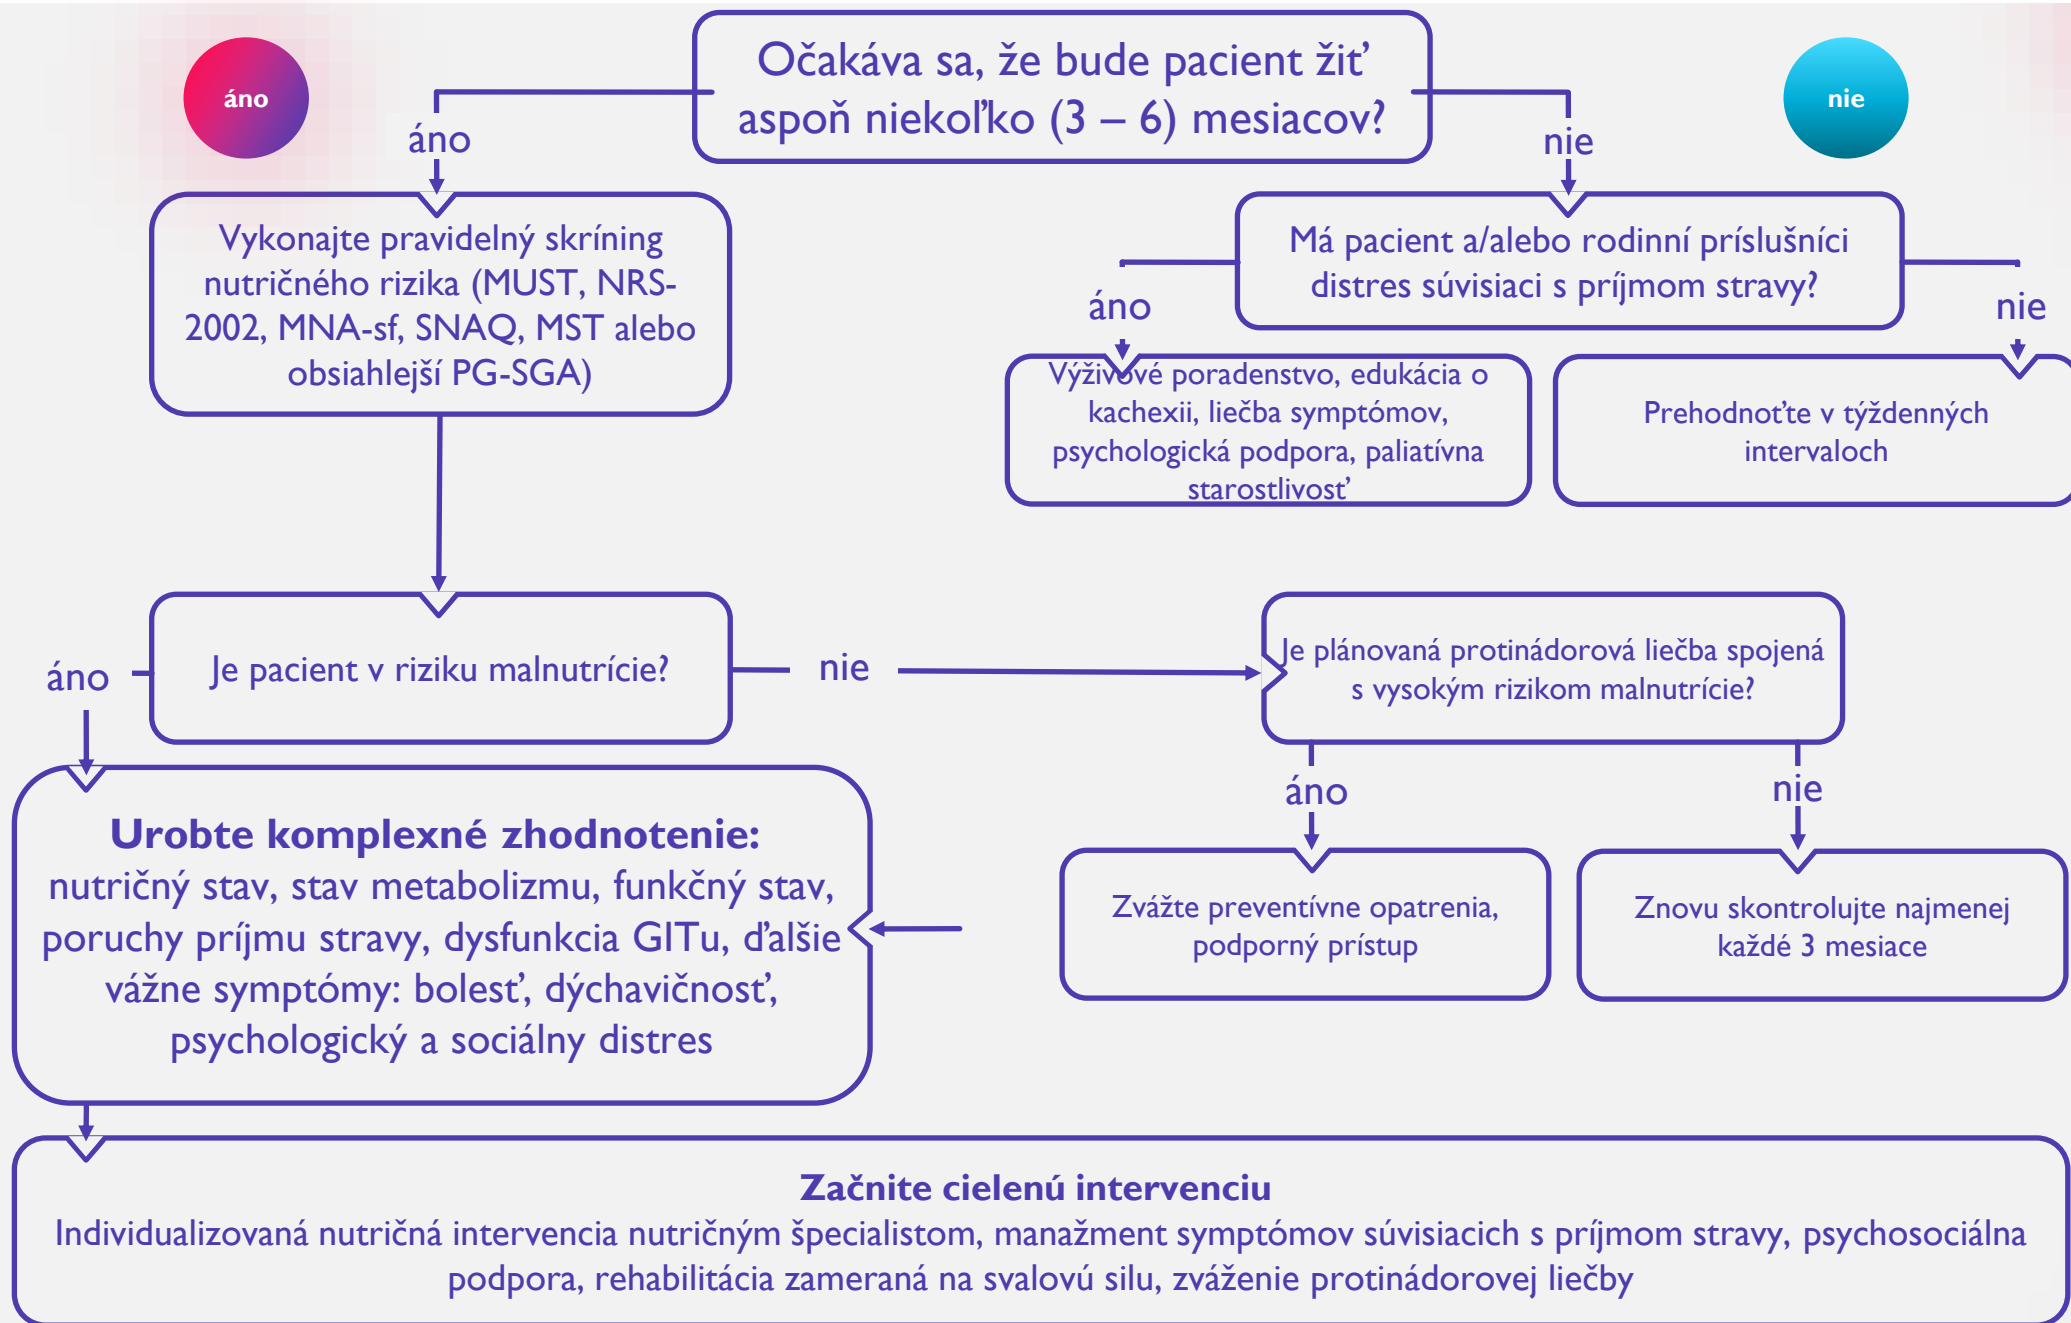 Očakáva sa, že bude pacient žiť
aspoň niekoľko (3 – 6) mesiacov?
áno
nie
áno
nie
Vykonajte pravidelný skríning
nutričného rizika (MUST, NRS-
2002, MNA-sf, SNAQ, MST alebo
obsiahlejší PG-SGA)
Má pacient a/alebo rodinní príslušníci
distres súvisiaci s príjmom stravy?
áno
nie
Výživové poradenstvo, edukácia o
kachexii, liečba symptómov,
psychologická podpora, paliatívna
starostlivosť
Prehodnoťte v týždenných
intervaloch
Je pacient v riziku malnutrície?
áno
nie
Je plánovaná protinádorová liečba spojená
s vysokým rizikom malnutrície?
áno
nie
Zvážte preventívne opatrenia,
podporný prístup
Znovu skontrolujte najmenej
každé 3 mesiace
Urobte komplexné zhodnotenie:
nutričný stav, stav metabolizmu, funkčný stav,
poruchy príjmu stravy, dysfunkcia GITu, ďalšie
vážne symptómy: bolesť, dýchavičnosť,
psychologický a sociálny distres
Začnite cielenú intervenciu
Individualizovaná nutričná intervencia nutričným špecialistom, manažment symptómov súvisiacich s príjmom stravy, psychosociálna
podpora, rehabilitácia zameraná na svalovú silu, zváženie protinádorovej liečby